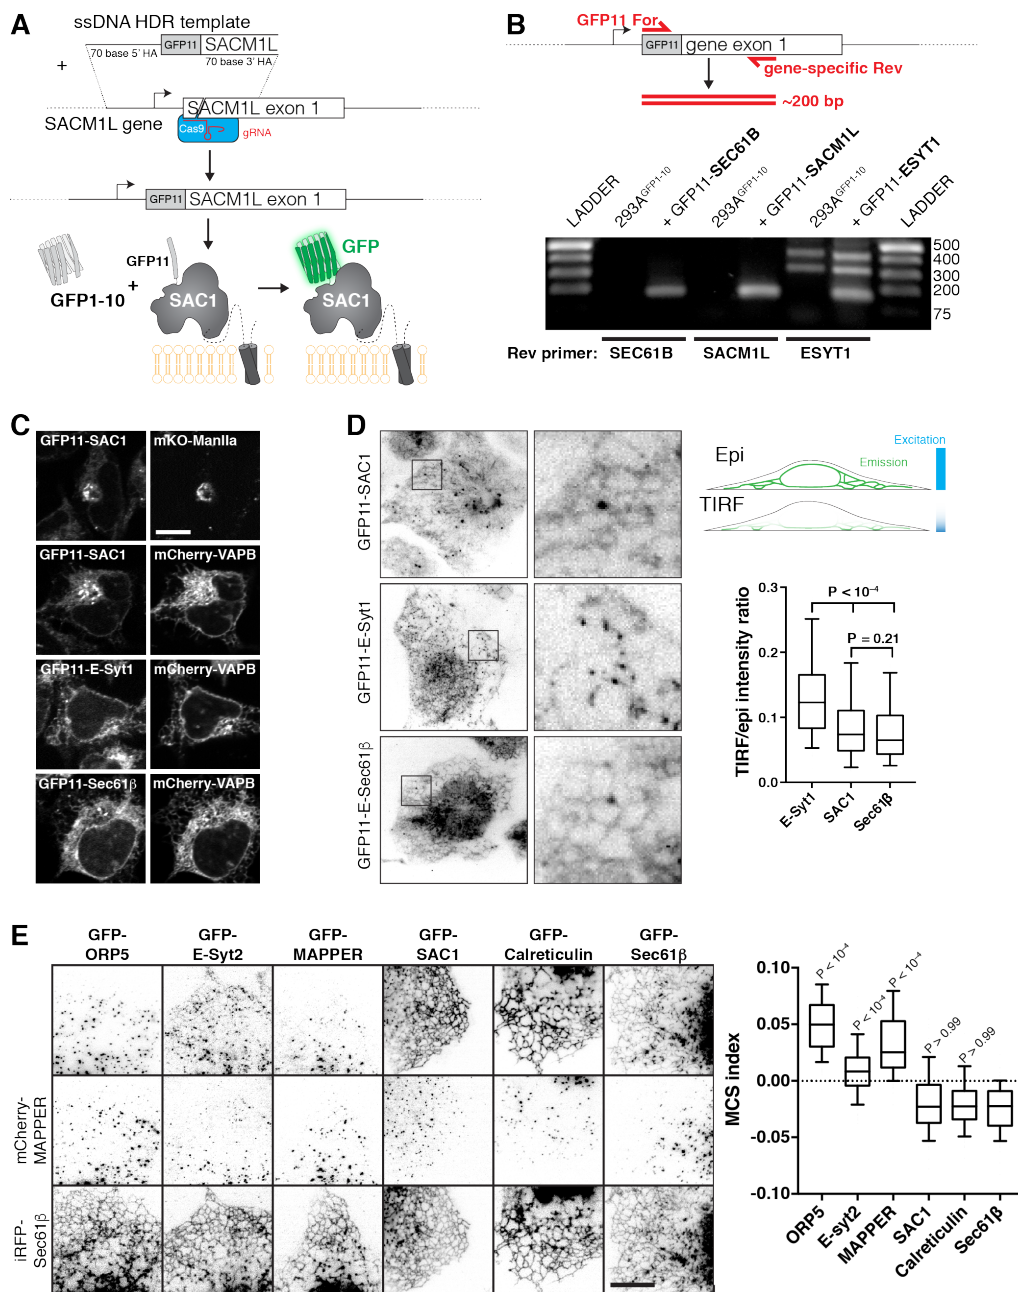 A
ssDNA HDR template
GFP11 SACM1L
70 base 5' HA
70 base 3' HA
+
SACM1L exon 1
SACM1L gene
Cas9
gRNA
GFP11 SACM1L exon 1
GFP
GFP11
GFP1-10 +
SAC1
SAC1
B
GFP11 For
GFP11 gene exon 1
gene-specific Rev
~200 bp
LADDER
293A GFP1-10
+ GFP11-SEC61B
293A GFP1-10
+ GFP11-SACM1L
293A GFP1-10
+ GFP11-ESYT1
LADDER
500
400
300
200
75
Rev primer: SEC61B SACM1L ESYT1
C
GFP11-SAC1 mKO-ManIIa
GFP11-SAC1 mCherry-VAPB
GFP11-E-Syt1 mCherry-VAPB
GFP11-Sec61β mCherry-VAPB
D
GFP11-SAC1
GFP11-E-Syt1
GFP11-E-Sec61β
Excitation
Epi
Emission
TIRF
TIRF/epi intensity ratio
0.3
0.2
0.1
0.0
P < 10⁻⁴
P = 0.21
E-Syt1
SAC1
Sec61β
E
GFP-
ORP5
GFP-
E-Syt2
GFP-
MAPPER
GFP-
SAC1
GFP-
Calreticulin
GFP-
Sec61β
mCherry-
MAPPER
iRFP-
Sec61β
MCS index
0.10
0.05
0.00
-0.05
-0.10
P < 10⁻⁴
P < 10⁻⁴
P < 10⁻⁴
P > 0.99
P > 0.99
ORP5
E-syt2
MAPPER
SAC1
Calreticulin
Sec61β